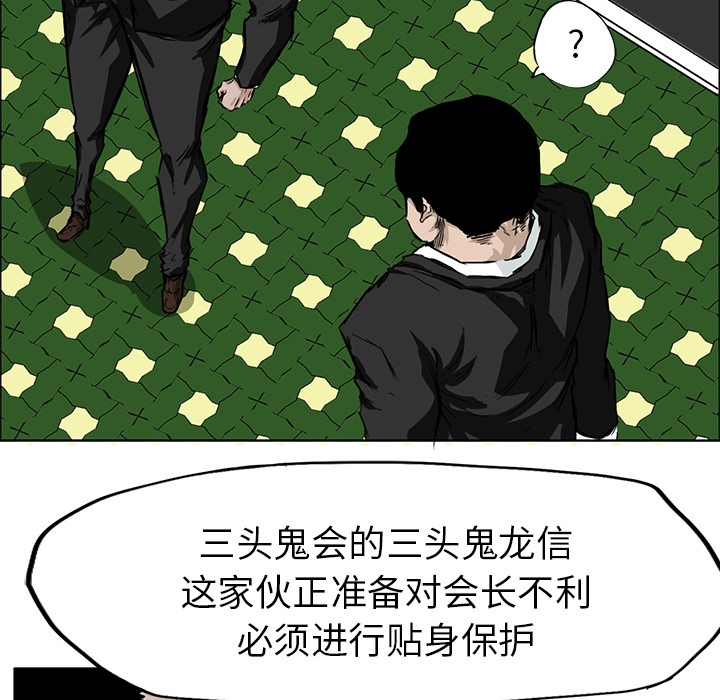 ?
三头鬼会的三头鬼龙信
这家伙正准备对会长不利
必须进行贴身保护